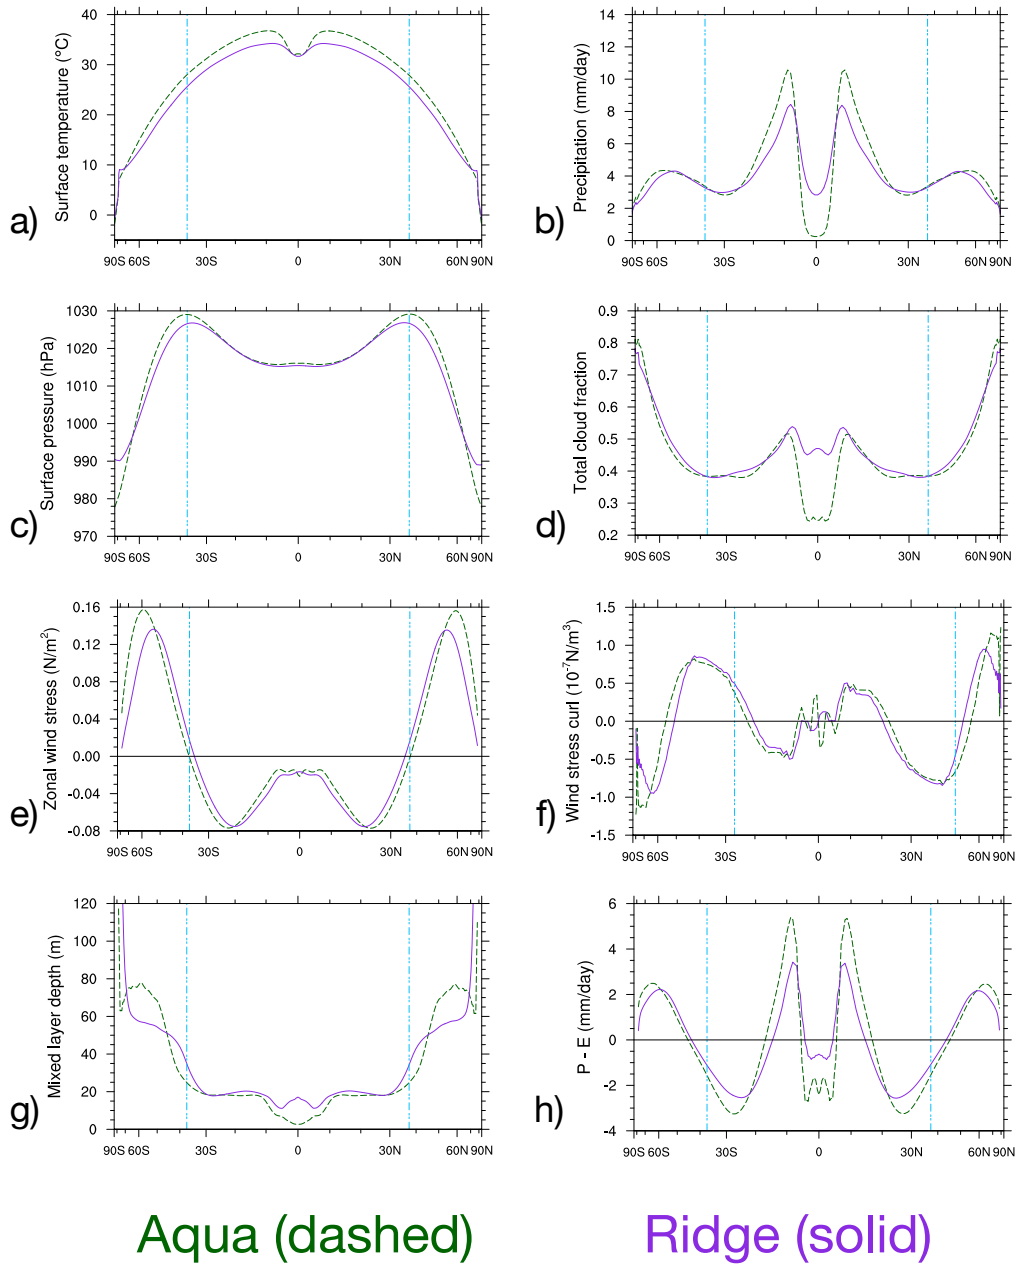 a)
Surface temperature (°C)
40
30
20
10
0
90S 60S 30S 0 30N 60N 90N
b)
Precipitation (mm/day)
14
12
10
8
6
4
2
0
90S 60S 30S 0 30N 60N 90N
c)
Surface pressure (hPa)
1030
1020
1010
1000
990
980
970
90S 60S 30S 0 30N 60N 90N
d)
Total cloud fraction
0.9
0.8
0.7
0.6
0.5
0.4
0.3
0.2
90S 60S 30S 0 30N 60N 90N
e)
Zonal wind stress (N/m²)
0.16
0.12
0.08
0.04
0.00
-0.04
-0.08
90S 60S 30S 0 30N 60N 90N
f)
Wind stress curl (10⁻⁷N/m³)
1.5
1.0
0.5
0.0
-0.5
-1.0
-1.5
90S 60S 30S 0 30N 60N 90N
g)
Mixed layer depth (m)
120
100
80
60
40
20
0
90S 60S 30S 0 30N 60N 90N
h)
P - E (mm/day)
6
4
2
0
-2
-4
90S 60S 30S 0 30N 60N 90N
Aqua (dashed) Ridge (solid)